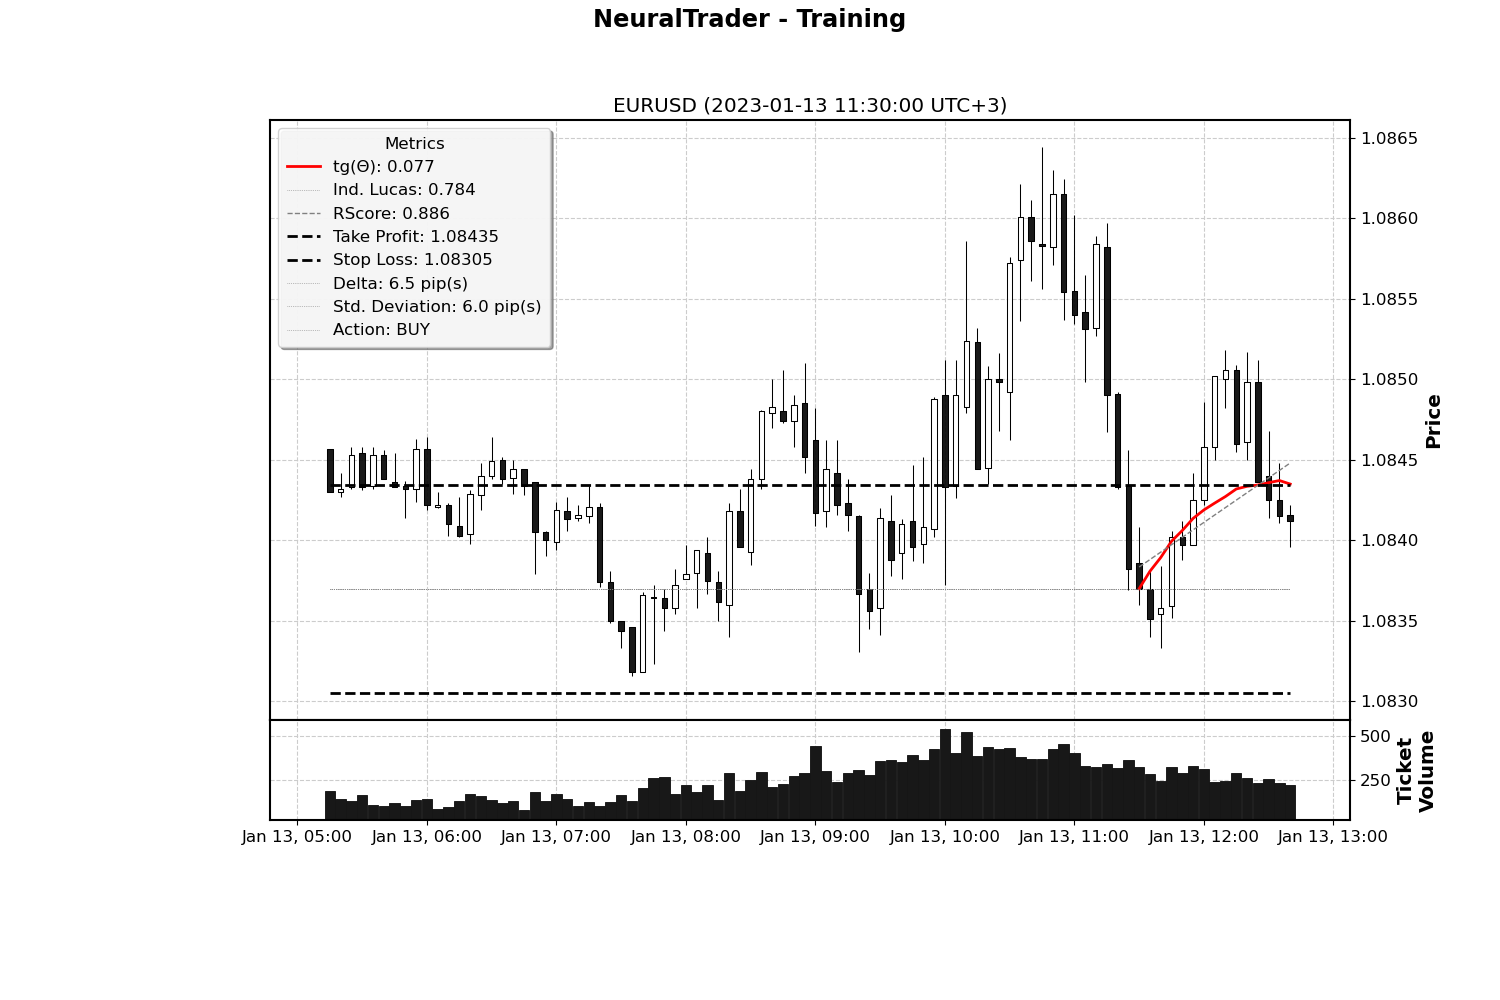 NeuralTrader - Training
EURUSD (2023-01-13 11:30:00 UTC+3)
Metrics
tg(Θ): 0.077
Ind. Lucas: 0.784
RScore: 0.886
Take Profit: 1.08435
Stop Loss: 1.08305
Delta: 6.5 pip(s)
Std. Deviation: 6.0 pip(s)
Action: BUY
1.0865
1.0860
1.0855
1.0850
1.0845
1.0840
1.0835
1.0830
Price
500
250
Ticket
Volume
Jan 13, 05:00 Jan 13, 06:00 Jan 13, 07:00 Jan 13, 08:00 Jan 13, 09:00 Jan 13, 10:00 Jan 13, 11:00 Jan 13, 12:00 Jan 13, 13:00